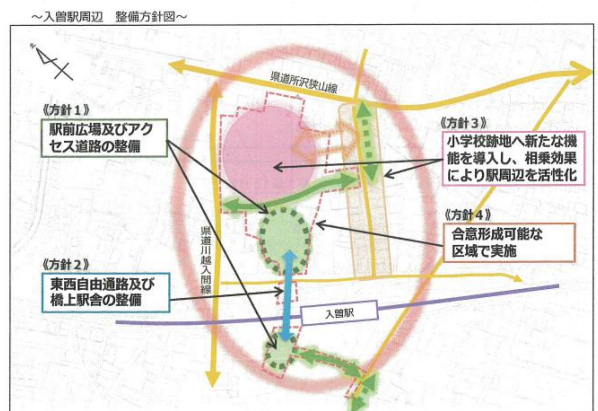 ～入曽駅周辺　整備方針図～
県道所沢狭山線
《方針１》
駅前広場及びアク
セス道路の整備
《方針３》
小学校跡地へ新たな機
能を導入し、相乗効果
により駅周辺を活性化
《方針４》
合意形成可能な
区域で実施
県道川越入間線
《方針２》
東西自由通路及び
橋上駅舎の整備
入曽駅